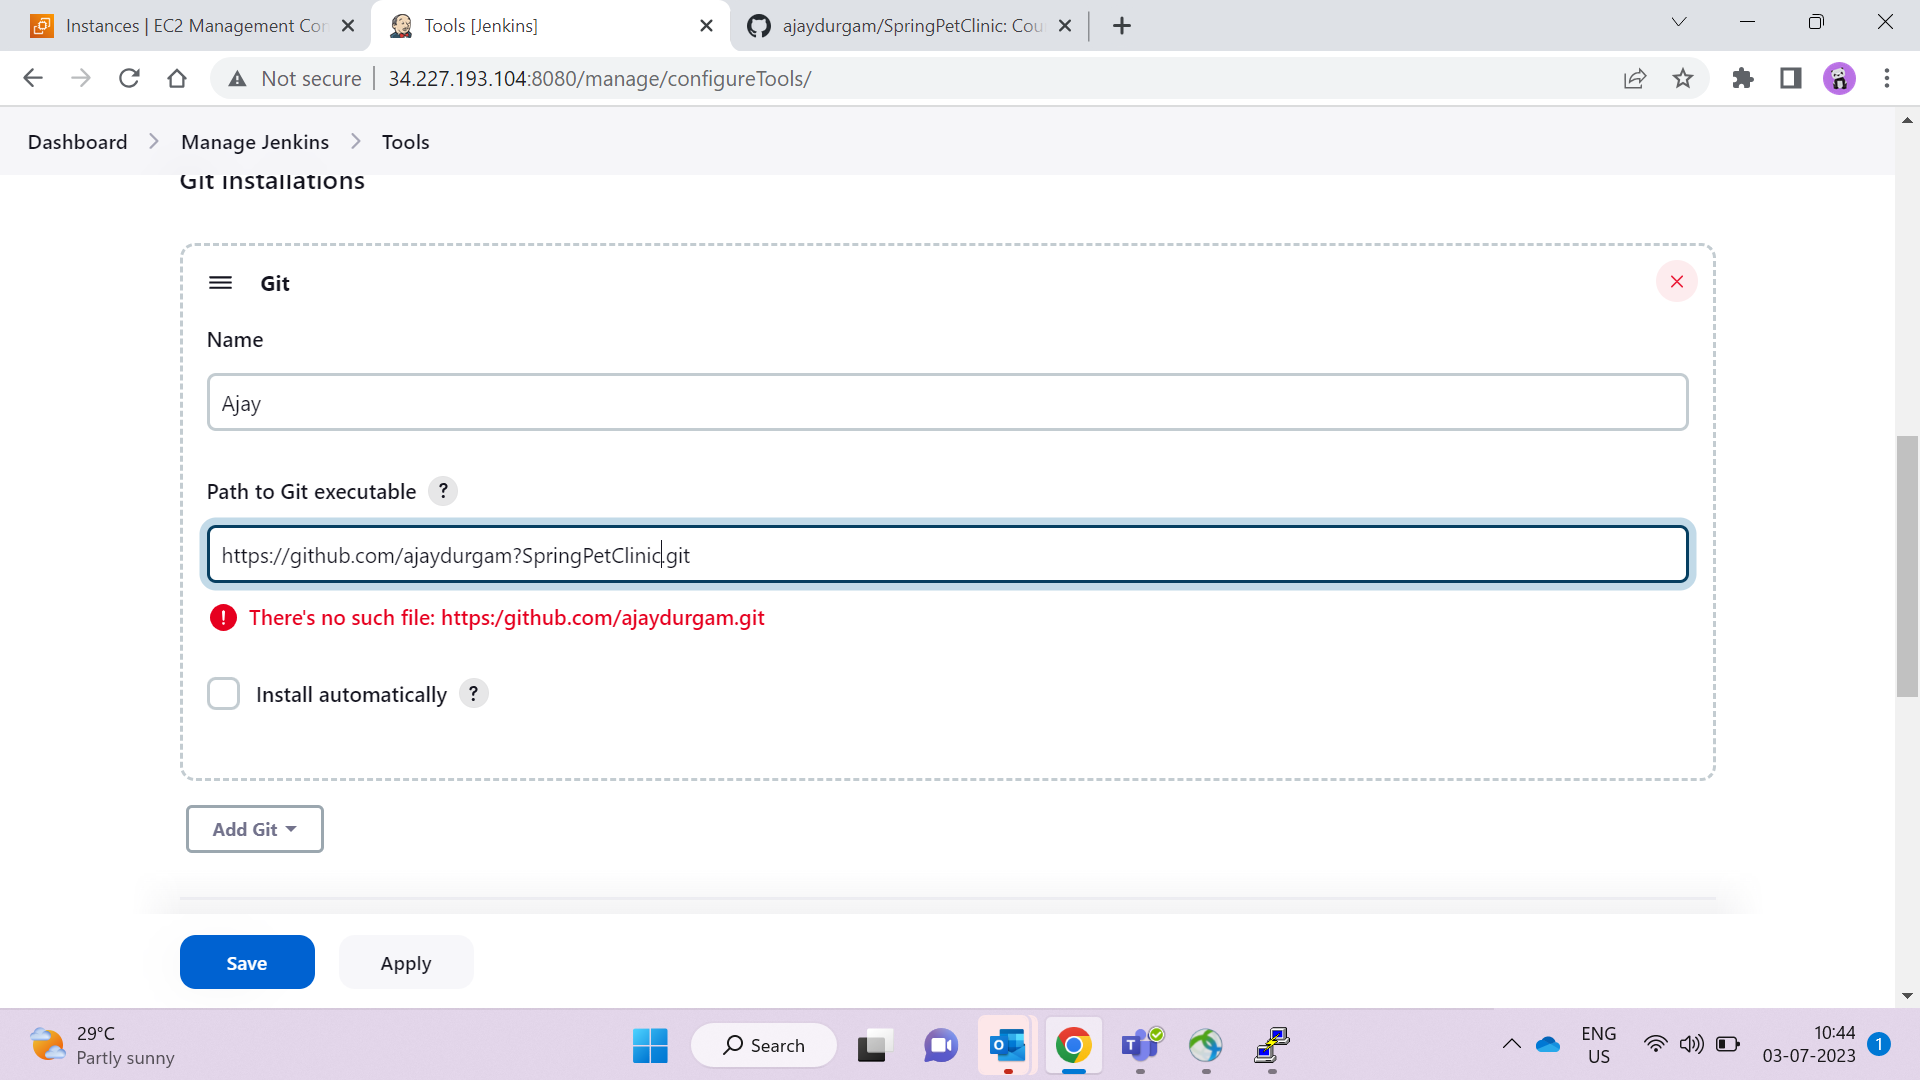 Instances | EC2 Management Con
Tools [Jenkins]
ajaydurgam/SpringPetClinic: Cou
Not secure
34.227.193.104:8080/manage/configureTools/
Dashboard
Manage Jenkins
Tools
Git installations
Git
Name
Ajay
Path to Git executable ?
https://github.com/ajaydurgam?SpringPetClinic.git
! There's no such file: https:/github.com/ajaydurgam.git
Install automatically ?
Add Git
Save
Apply
29°C
Partly sunny
Search
ENG
US
10:44
03-07-2023
1